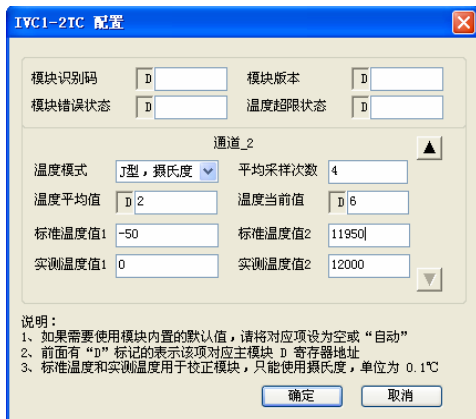 IVC1-2TC 配置
模块识别码 D 模块版本 D
模块错误状态 D 温度超限状态 D
通道_2
温度模式 J型，摄氏度 平均采样次数 4
温度平均值 D 2 温度当前值 D 6
标准温度值1 -50 标准温度值2 11950
实测温度值1 0 实测温度值2 12000
说明：
1、如果需要使用模块内置的默认值，请将对应项设为空或“自动”
2、前面有“D”标记的表示该项对应主模块 D 寄存器地址
3、标准温度和实测温度用于校正模块，只能使用摄氏度，单位为 0.1℃
确定 取消